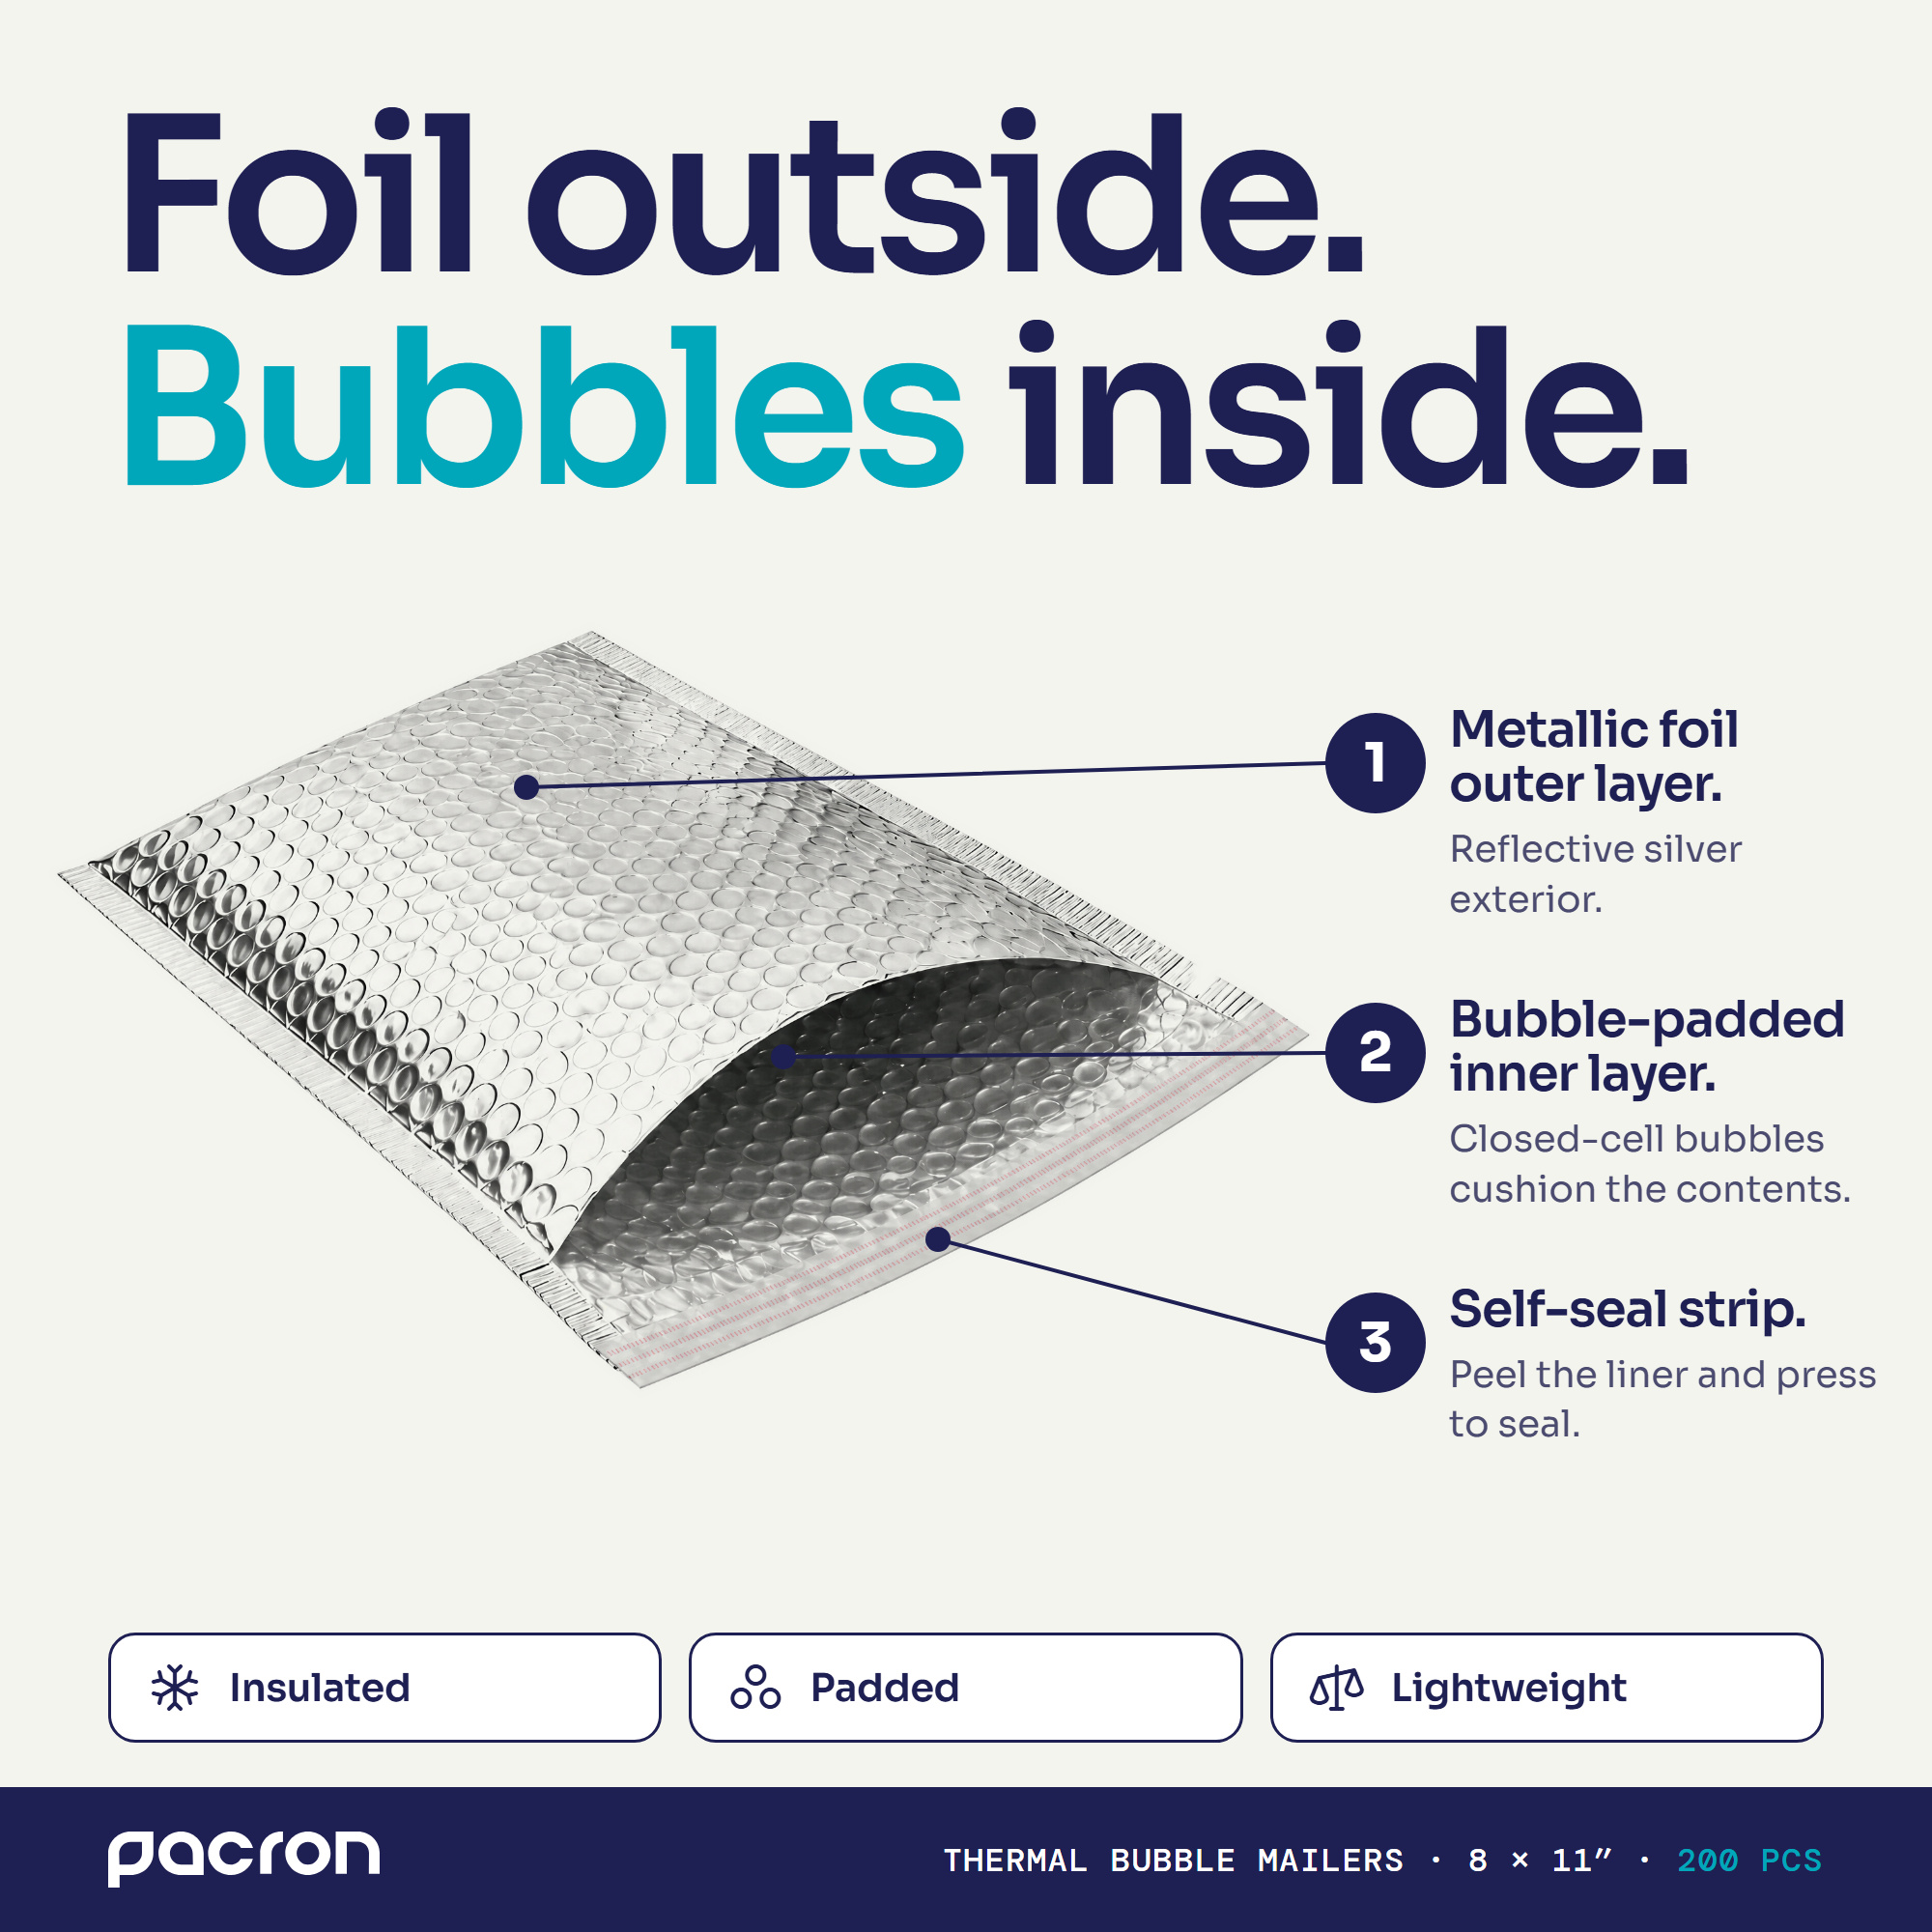 Foil outside.
Bubbles inside.
1
Metallic foil
outer layer.
Reflective silver
exterior.
2
Bubble-padded
inner layer.
Closed-cell bubbles
cushion the contents.
3
Self-seal strip.
Peel the liner and press
to seal.
Insulated
Padded
Lightweight
pacron
THERMAL BUBBLE MAILERS · 8 × 11″ · 200 PCS